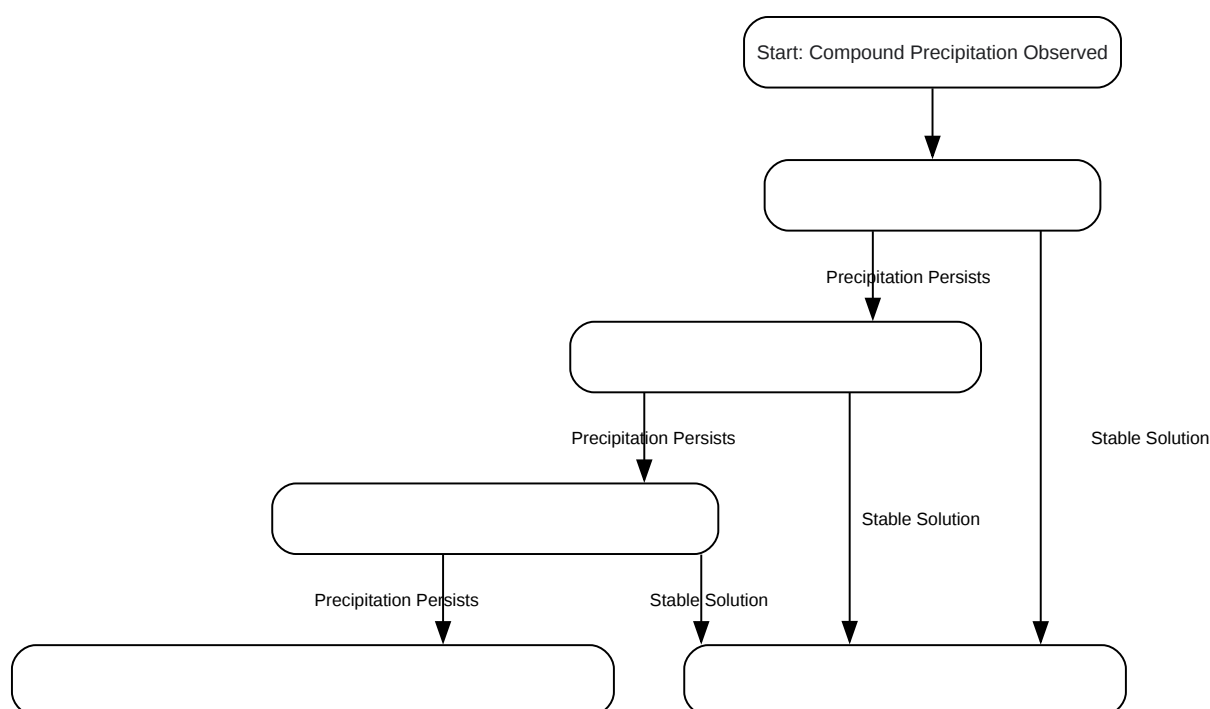 Start: Compound Precipitation Observed
Precipitation Persists
Precipitation Persists
Stable Solution
Stable Solution
Precipitation Persists
Stable Solution